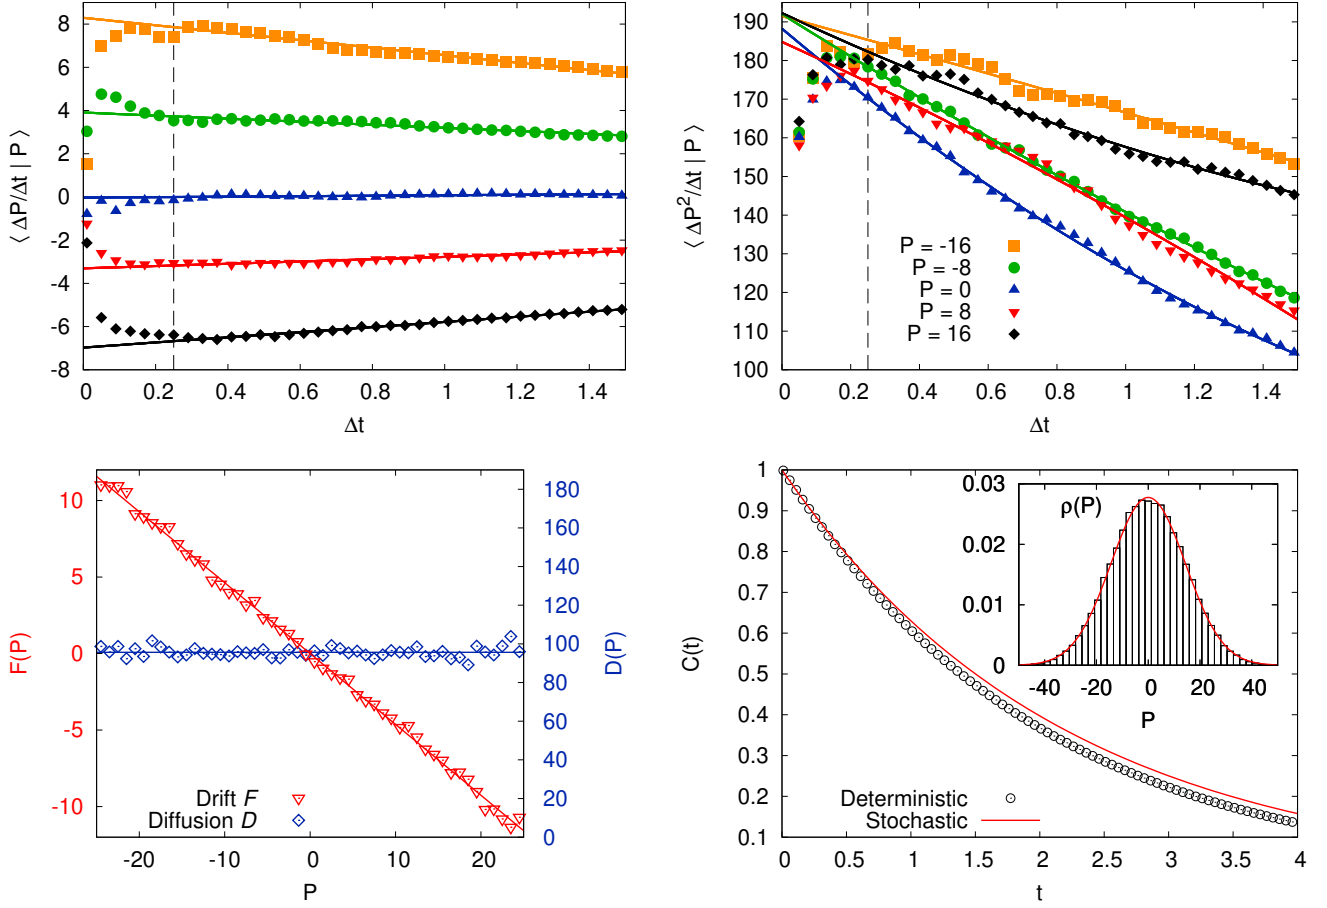 ⟨ ΔP/Δt | P ⟩
8
6
4
2
0
-2
-4
-6
-8
0 0.2 0.4 0.6 0.8 1 1.2 1.4
Δt
⟨ ΔP²/Δt | P ⟩
190
180
170
160
150
140
130
120
110
100
P = -16
P = -8
P = 0
P = 8
P = 16
0 0.2 0.4 0.6 0.8 1 1.2 1.4
Δt
F(P)
10
5
0
-5
-10
Drift F
Diffusion D
-20 -10 0 10 20
P
180
160
140
120
100
80
60
40
20
0
D(P)
C(t)
1
0.9
0.8
0.7
0.6
0.5
0.4
0.3
0.2
0.1
ρ(P)
0.03
0.02
0.01
0
-40 -20 0 20 40
P
Deterministic
Stochastic
0 0.5 1 1.5 2 2.5 3 3.5 4
t